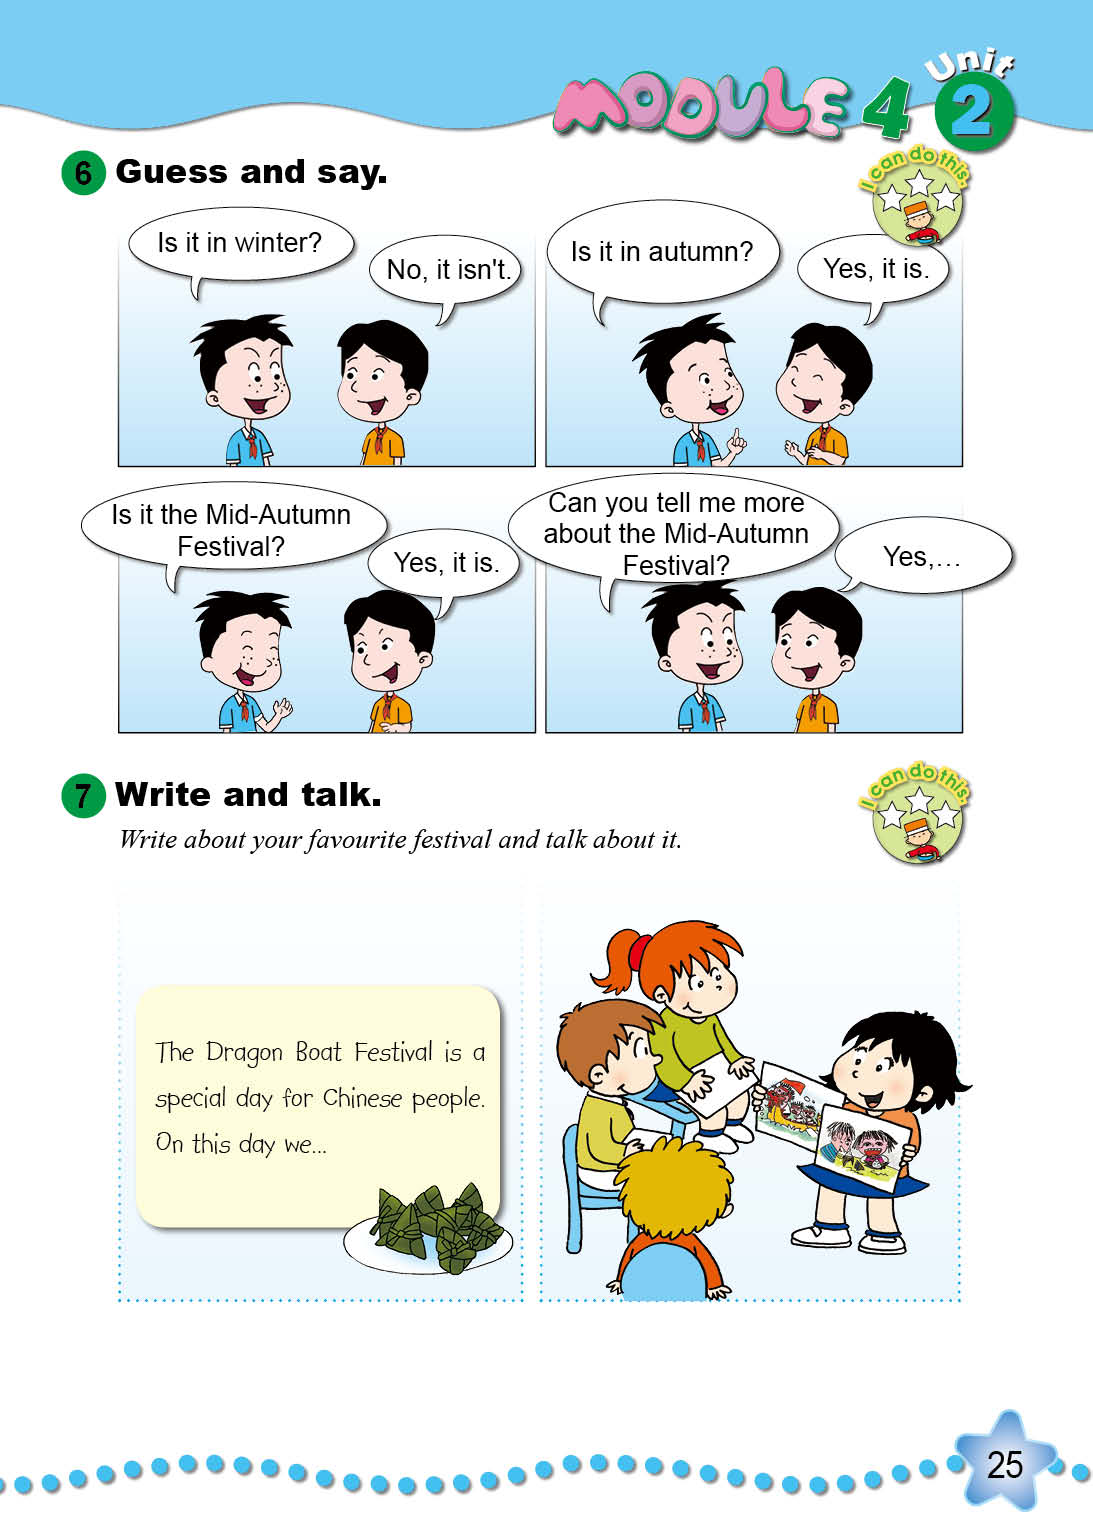 MODULE 4 Unit 2
6 Guess and say.
I can do this.
Is it in winter?
No, it isn't.
Is it in autumn?
Yes, it is.
Is it the Mid-Autumn
Festival?
Yes, it is.
Can you tell me more
about the Mid-Autumn
Festival?
Yes,...
7 Write and talk.
I can do this.
Write about your favourite festival and talk about it.
The Dragon Boat Festival is a
special day for Chinese people.
On this day we...
25